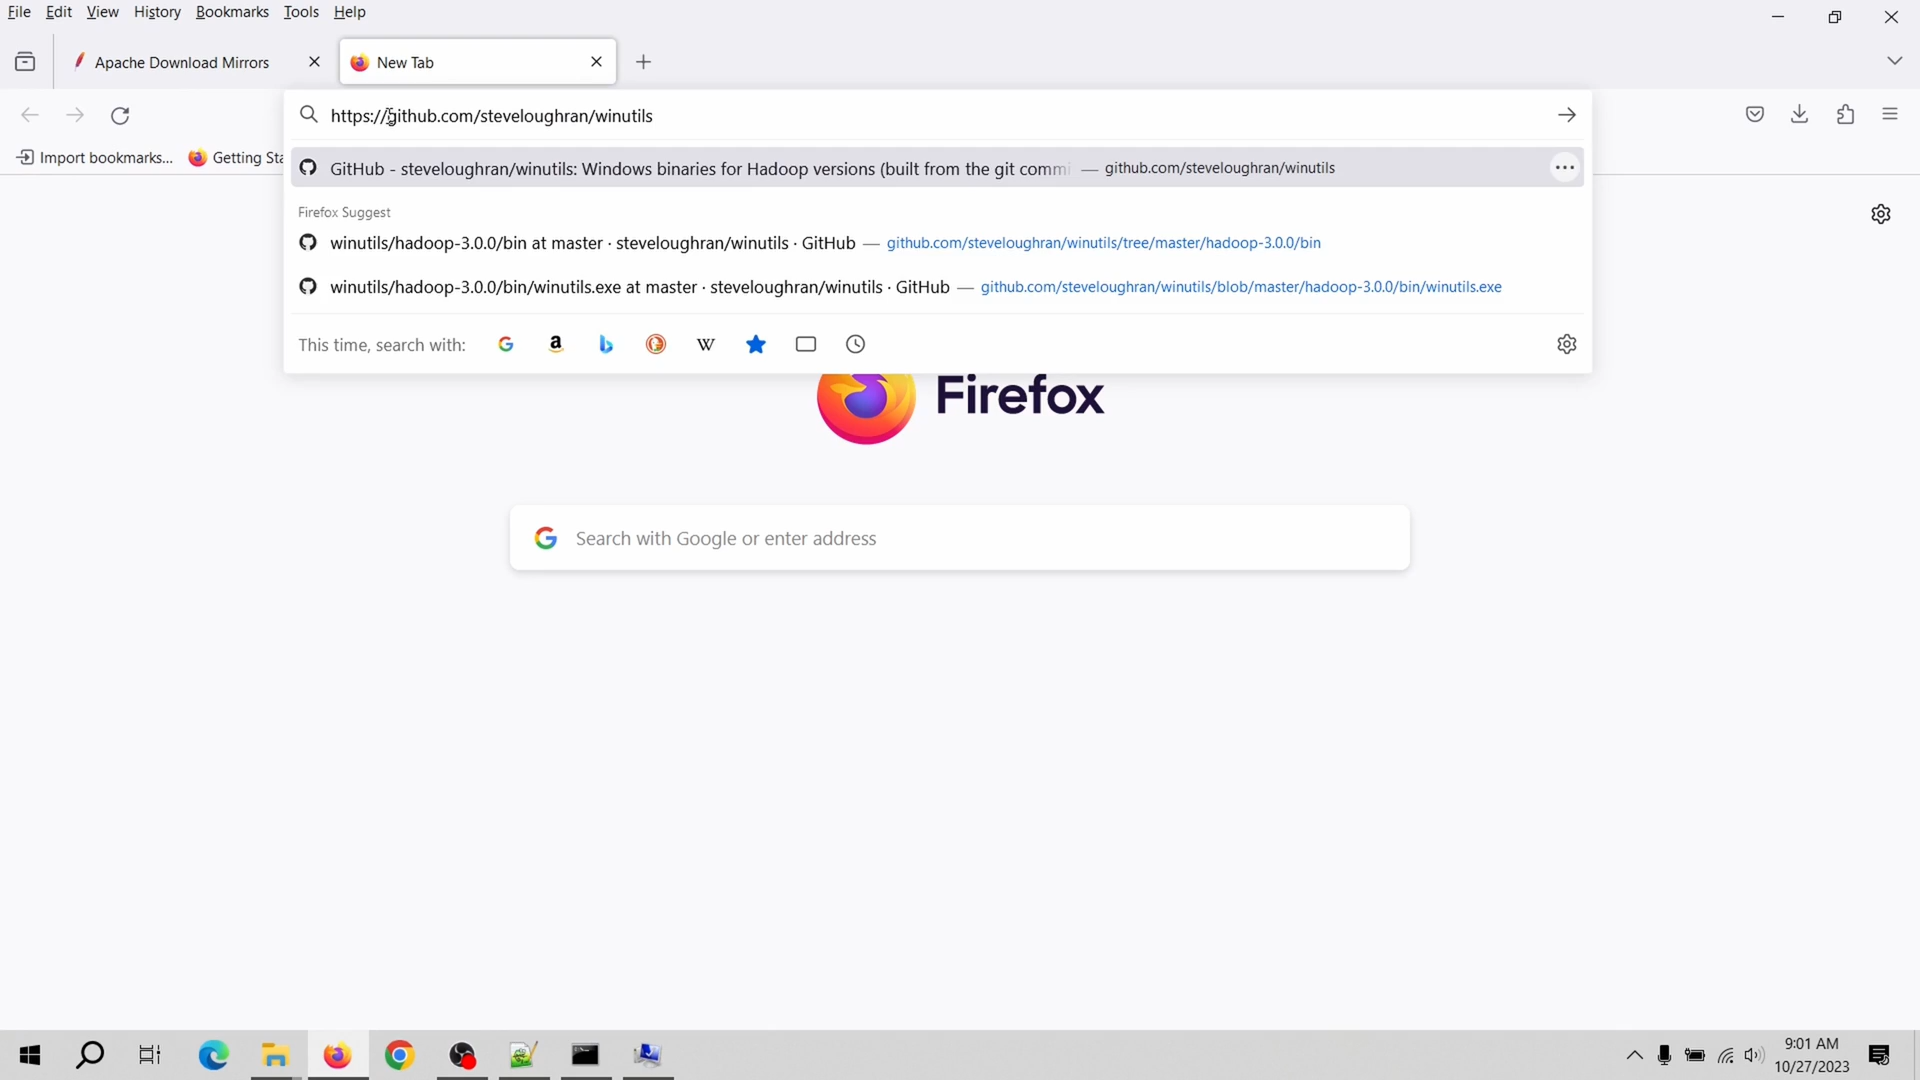 File Edit View History Bookmarks Tools Help
Apache Download Mirrors
New Tab
https://github.com/steveloughran/winutils
Import bookmarks...
Getting Sta
GitHub - steveloughran/winutils: Windows binaries for Hadoop versions (built from the git commi — github.com/steveloughran/winutils
Firefox Suggest
winutils/hadoop-3.0.0/bin at master · steveloughran/winutils · GitHub — github.com/steveloughran/winutils/tree/master/hadoop-3.0.0/bin
winutils/hadoop-3.0.0/bin/winutils.exe at master · steveloughran/winutils · GitHub — github.com/steveloughran/winutils/blob/master/hadoop-3.0.0/bin/winutils.exe
This time, search with:
Firefox
Search with Google or enter address
9:01 AM
10/27/2023